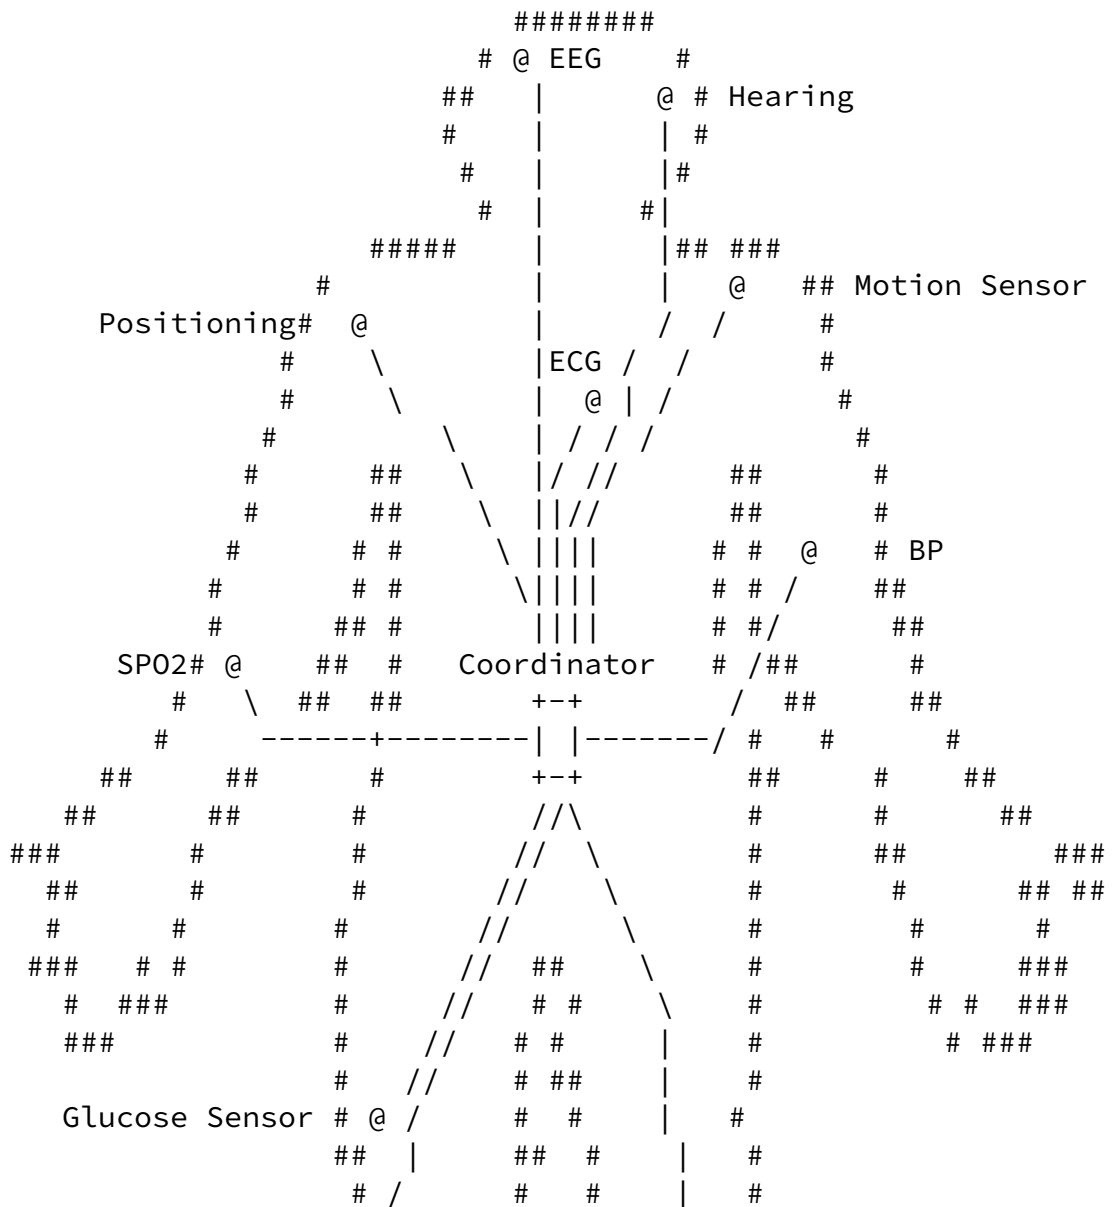 EEG
Hearing
Motion Sensor
Positioning
ECG
BP
SPO2
Coordinator
Glucose Sensor